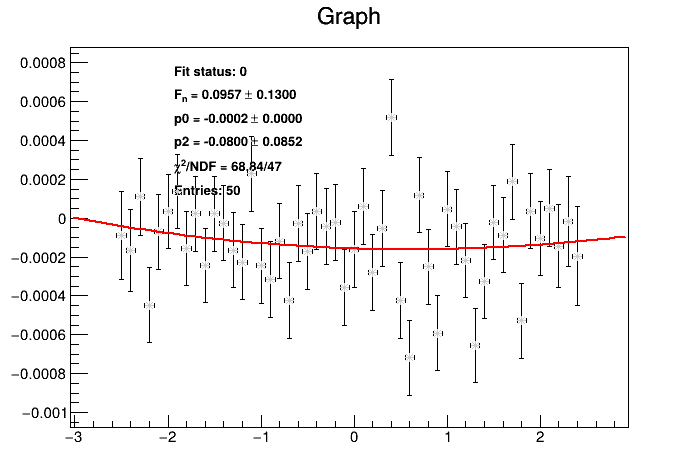 Graph
0.0008
0.0006
0.0004
0.0002
0
−0.0002
−0.0004
−0.0006
−0.0008
−0.001
Fit status: 0
Fn = 0.0957 ± 0.1300
p0 = -0.0002 ± 0.0000
p2 = -0.0800 ± 0.0852
χ²/NDF = 68.84/47
Entries: 50
−3 −2 −1 0 1 2